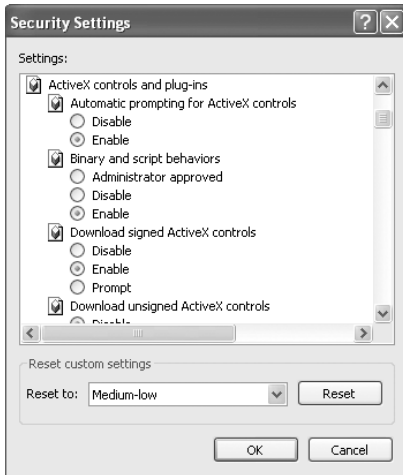 Security Settings
Settings:
ActiveX controls and plug-ins
Automatic prompting for ActiveX controls
Disable
Enable
Binary and script behaviors
Administrator approved
Disable
Enable
Download signed ActiveX controls
Disable
Enable
Prompt
Download unsigned ActiveX controls
Disable
Reset custom settings
Reset to: Medium-low Reset
OK Cancel